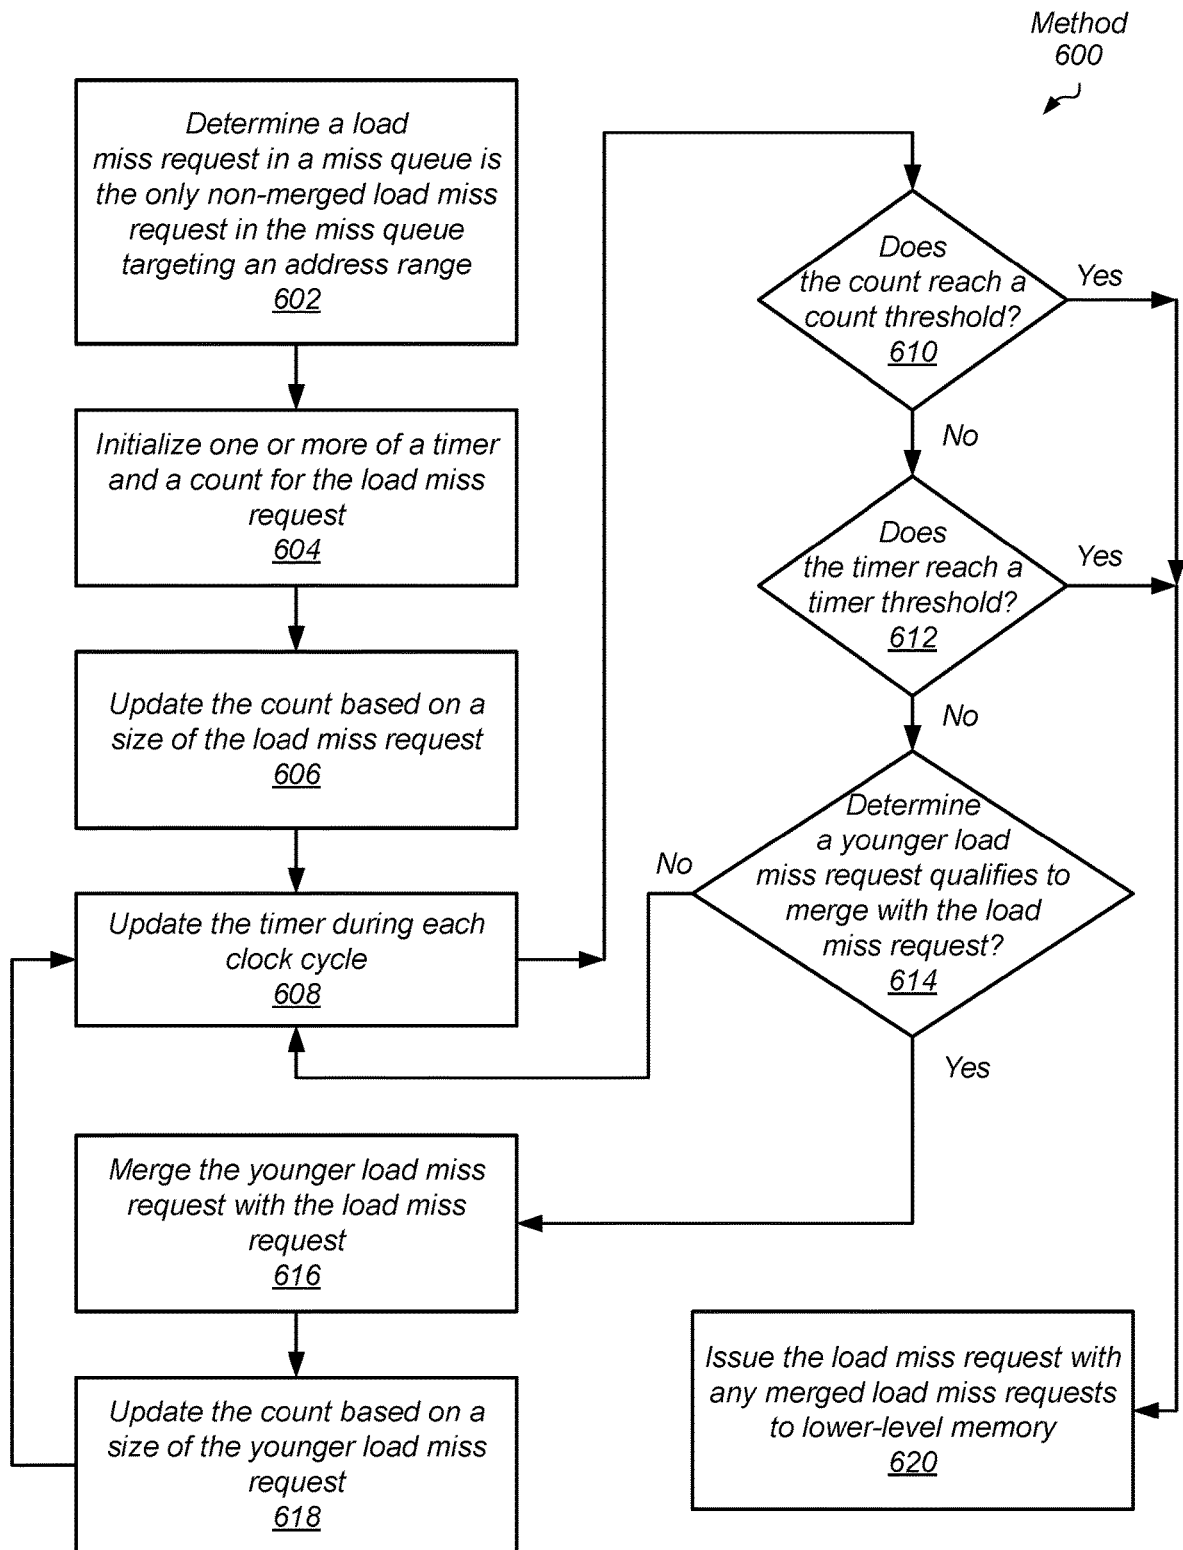 Method
600
Determine a load
miss request in a miss queue is
the only non-merged load miss
request in the miss queue
targeting an address range
602
Initialize one or more of a timer
and a count for the load miss
request
604
Update the count based on a
size of the load miss request
606
Update the timer during each
clock cycle
608
Does
the count reach a
count threshold?
610
Yes
No
Does
the timer reach a
timer threshold?
612
Yes
No
Determine
a younger load
miss request qualifies to
merge with the load
miss request?
614
No
Yes
Merge the younger load miss
request with the load miss
request
616
Update the count based on a
size of the younger load miss
request
618
Issue the load miss request with
any merged load miss requests
to lower-level memory
620